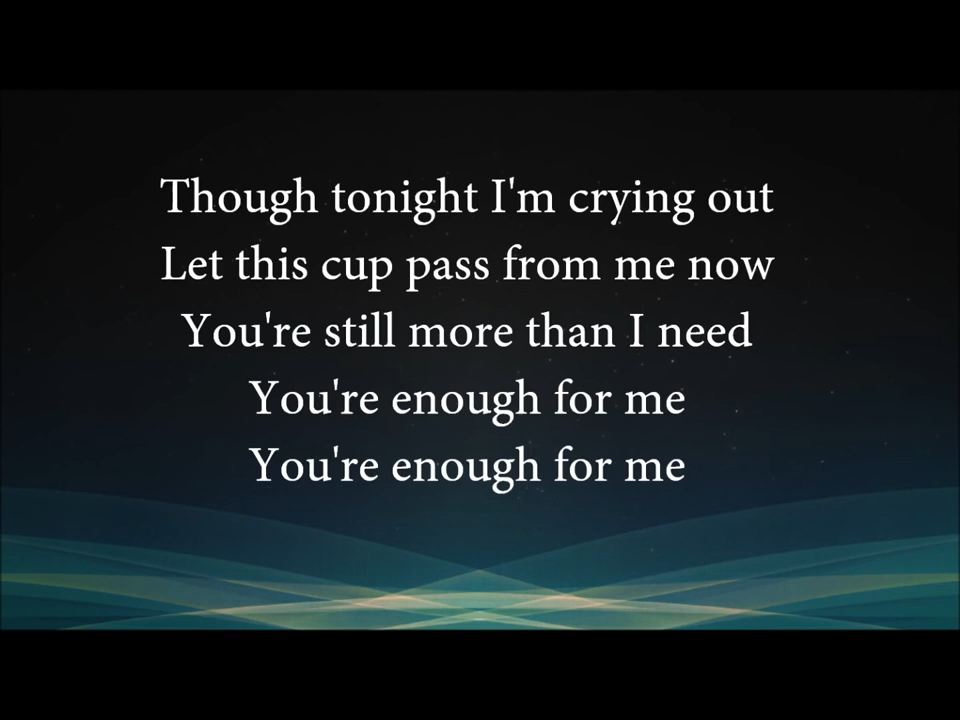 Though tonight I'm crying out
Let this cup pass from me now
You're still more than I need
You're enough for me
You're enough for me